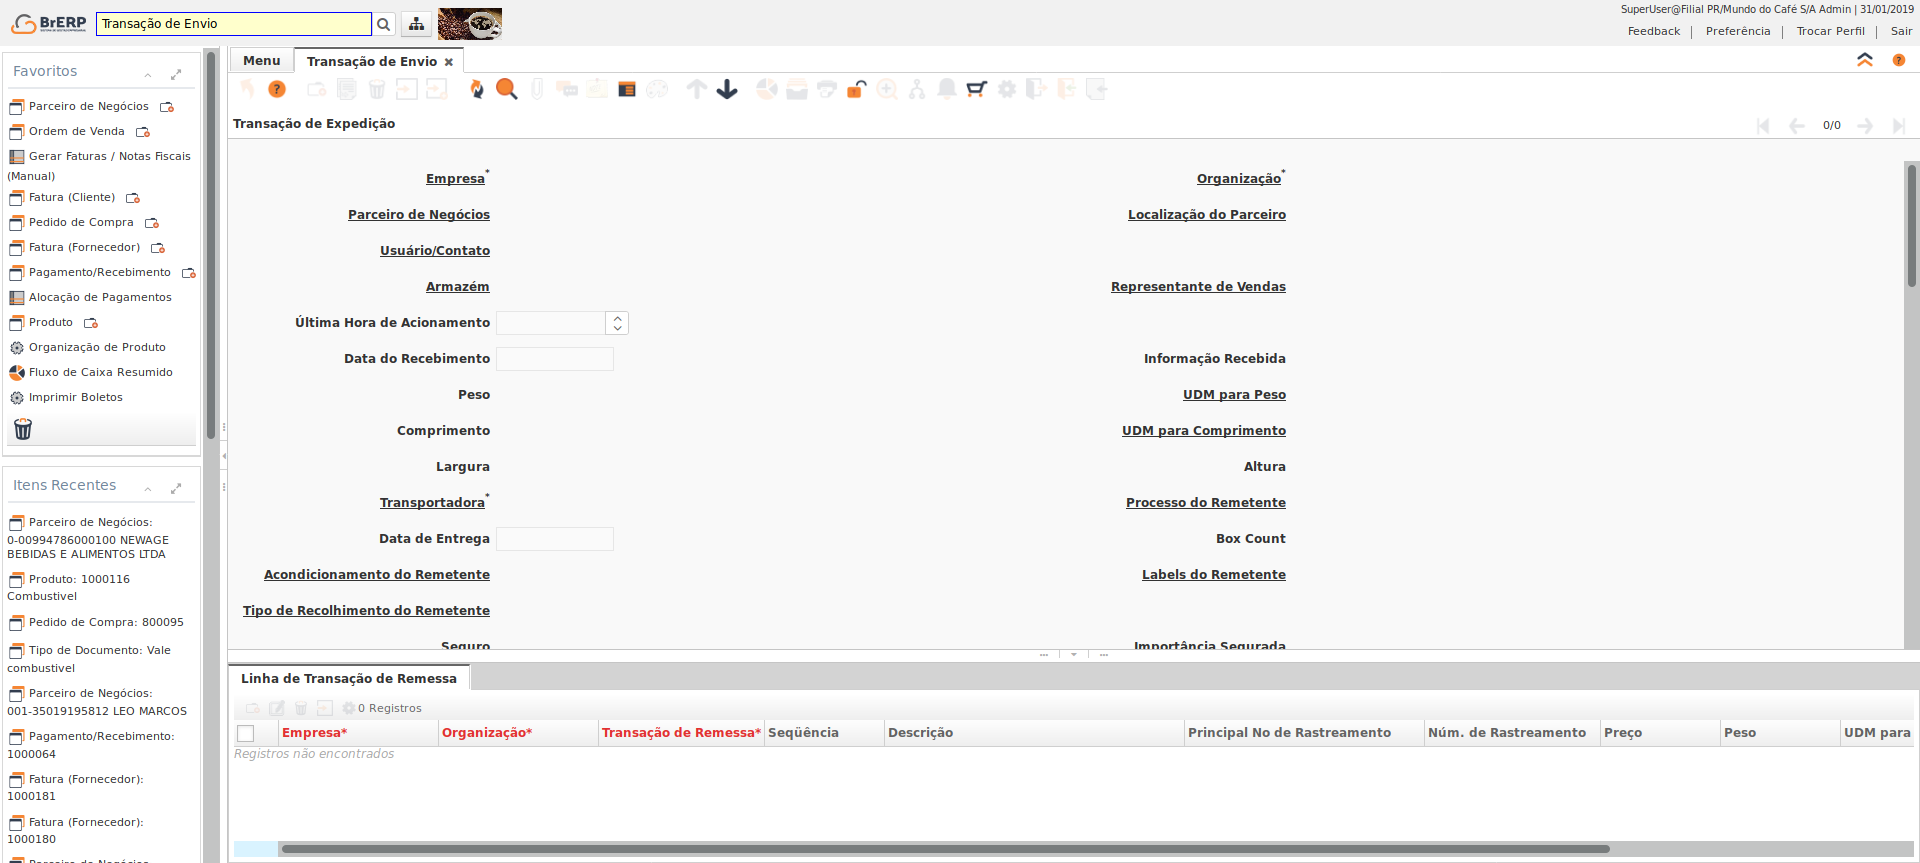 BrERP
Transação de Envio
SuperUser@Filial PR/Mundo do Café S/A Admin | 31/01/2019
Feedback | Preferência | Trocar Perfil | Sair
Favoritos
Parceiro de Negócios
Ordem de Venda
Gerar Faturas / Notas Fiscais
(Manual)
Fatura (Cliente)
Pedido de Compra
Fatura (Fornecedor)
Pagamento/Recebimento
Alocação de Pagamentos
Produto
Organização de Produto
Fluxo de Caixa Resumido
Imprimir Boletos
Itens Recentes
Parceiro de Negócios:
0-00994786000100 NEWAGE
BEBIDAS E ALIMENTOS LTDA
Produto: 1000116
Combustivel
Pedido de Compra: 800095
Tipo de Documento: Vale
combustivel
Parceiro de Negócios:
001-35019195812 LEO MARCOS
Pagamento/Recebimento:
1000064
Fatura (Fornecedor):
1000181
Fatura (Fornecedor):
1000180
Parceiro de Negócios
Menu
Transação de Envio
Transação de Expedição
0/0
Empresa*
Organização*
Parceiro de Negócios
Localização do Parceiro
Usuário/Contato
Armazém
Representante de Vendas
Última Hora de Acionamento
Data do Recebimento
Informação Recebida
Peso
UDM para Peso
Comprimento
UDM para Comprimento
Largura
Altura
Transportadora*
Processo do Remetente
Data de Entrega
Box Count
Acondicionamento do Remetente
Labels do Remetente
Tipo de Recolhimento do Remetente
Seguro
Importância Segurada
Linha de Transação de Remessa
0 Registros
Empresa* Organização* Transação de Remessa* Seqüência Descrição Principal No de Rastreamento Núm. de Rastreamento Preço Peso UDM para
Registros não encontrados